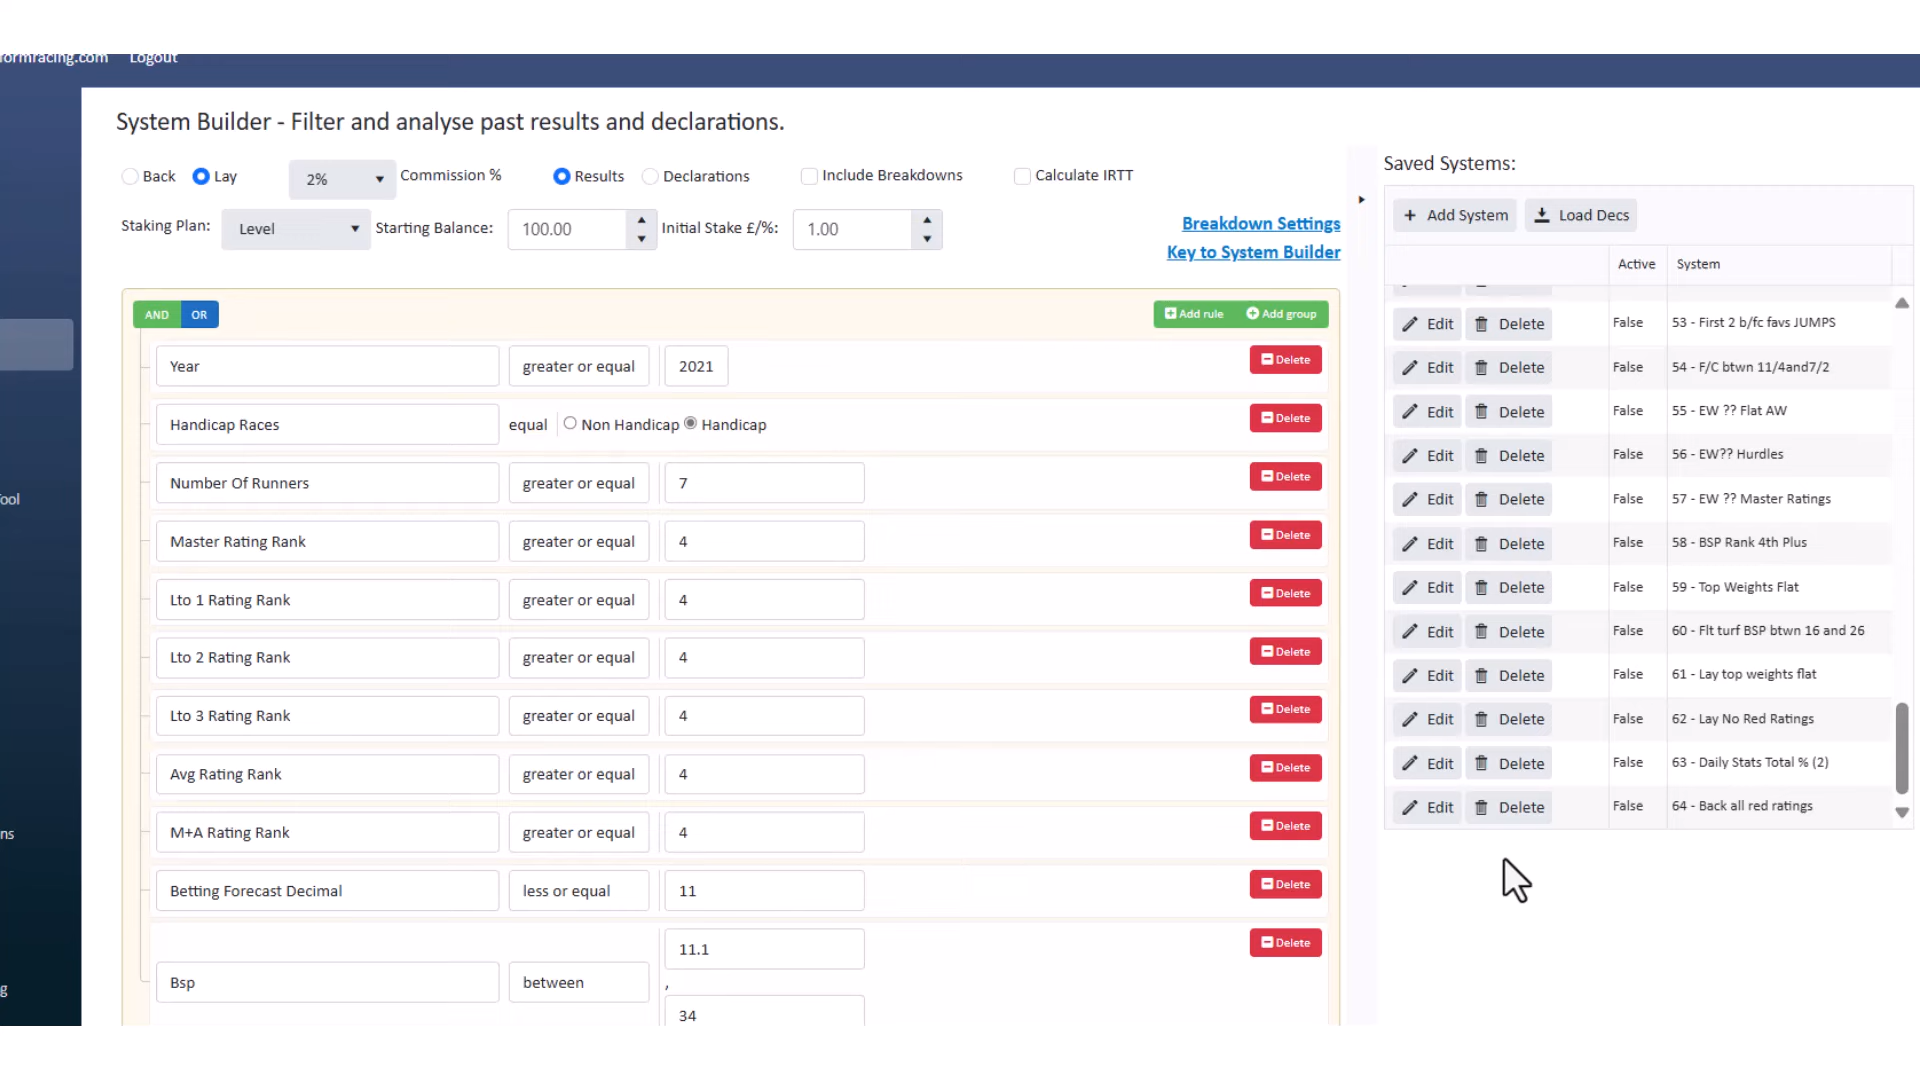 formracing.com Logout
System Builder - Filter and analyse past results and declarations.
Back Lay 2% Commission % Results Declarations Include Breakdowns Calculate IRTT
Staking Plan: Level Starting Balance: 100.00 Initial Stake £/%: 1.00
Breakdown Settings
Key to System Builder
AND OR Add rule Add group
Year greater or equal 2021 Delete
Handicap Races equal Non Handicap Handicap Delete
Number Of Runners greater or equal 7 Delete
Master Rating Rank greater or equal 4 Delete
Lto 1 Rating Rank greater or equal 4 Delete
Lto 2 Rating Rank greater or equal 4 Delete
Lto 3 Rating Rank greater or equal 4 Delete
Avg Rating Rank greater or equal 4 Delete
M+A Rating Rank greater or equal 4 Delete
Betting Forecast Decimal less or equal 11 Delete
Bsp between 11.1 , 34 Delete
Saved Systems:
+ Add System Load Decs
Active System
Edit Delete False 53 - First 2 b/fc favs JUMPS
Edit Delete False 54 - F/C btwn 11/4and7/2
Edit Delete False 55 - EW ?? Flat AW
Edit Delete False 56 - EW?? Hurdles
Edit Delete False 57 - EW ?? Master Ratings
Edit Delete False 58 - BSP Rank 4th Plus
Edit Delete False 59 - Top Weights Flat
Edit Delete False 60 - Flt turf BSP btwn 16 and 26
Edit Delete False 61 - Lay top weights flat
Edit Delete False 62 - Lay No Red Ratings
Edit Delete False 63 - Daily Stats Total % (2)
Edit Delete False 64 - Back all red ratings
ool
ns
g